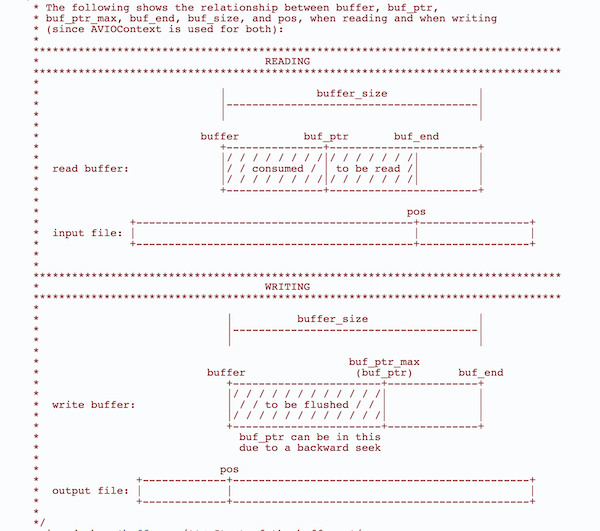 * The following shows the relationship between buffer, buf_ptr,
* buf_ptr_max, buf_end, buf_size, and pos, when reading and when writing
* (since AVIOContext is used for both):
*
**********************************************************************************
* READING
**********************************************************************************
*
* | buffer_size |
* |---------------------------------------|
* | |
*
* buffer buf_ptr buf_end
* +---------------+-----------------------+
* |/ / / / / / / /|/ / / / / / /| |
* read buffer: |/ / consumed / | to be read /| |
* |/ / / / / / / /|/ / / / / / /| |
* +---------------+-----------------------+
*
* pos
* +-------------------------------------------+-----------------+
* input file: | | |
* +-------------------------------------------+-----------------+
*
*
**********************************************************************************
* WRITING
**********************************************************************************
*
* | buffer_size |
* |--------------------------------------|
* | |
*
* buf_ptr_max
* buffer (buf_ptr) buf_end
* +-----------------------+--------------+
* |/ / / / / / / / / / / /| |
* write buffer: | / / to be flushed / / | |
* |/ / / / / / / / / / / /| |
* +-----------------------+--------------+
* buf_ptr can be in this
* due to a backward seek
*
* pos
* +-------------+----------------------------------------------+
* output file: | | |
* +-------------+----------------------------------------------+
*
*/